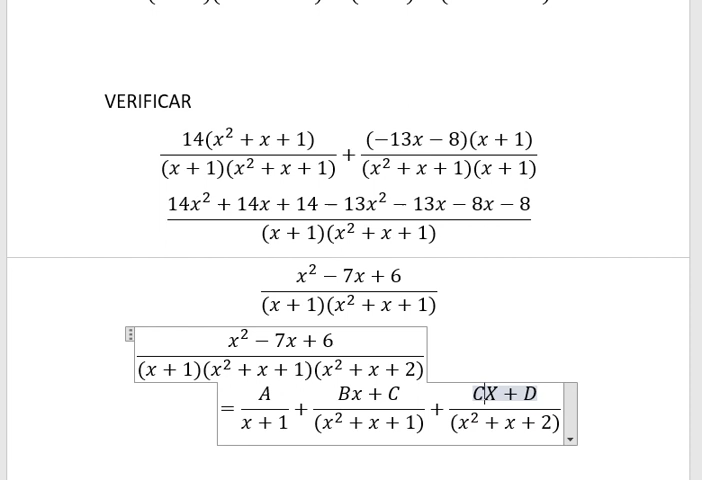 VERIFICAR
14(x² + x + 1) / (x + 1)(x² + x + 1) + (−13x − 8)(x + 1) / (x² + x + 1)(x + 1)
14x² + 14x + 14 − 13x² − 13x − 8x − 8 / (x + 1)(x² + x + 1)
x² − 7x + 6 / (x + 1)(x² + x + 1)
x² − 7x + 6 / (x + 1)(x² + x + 1)(x² + x + 2)
= A / x + 1 + Bx + C / (x² + x + 1) + CX + D / (x² + x + 2)